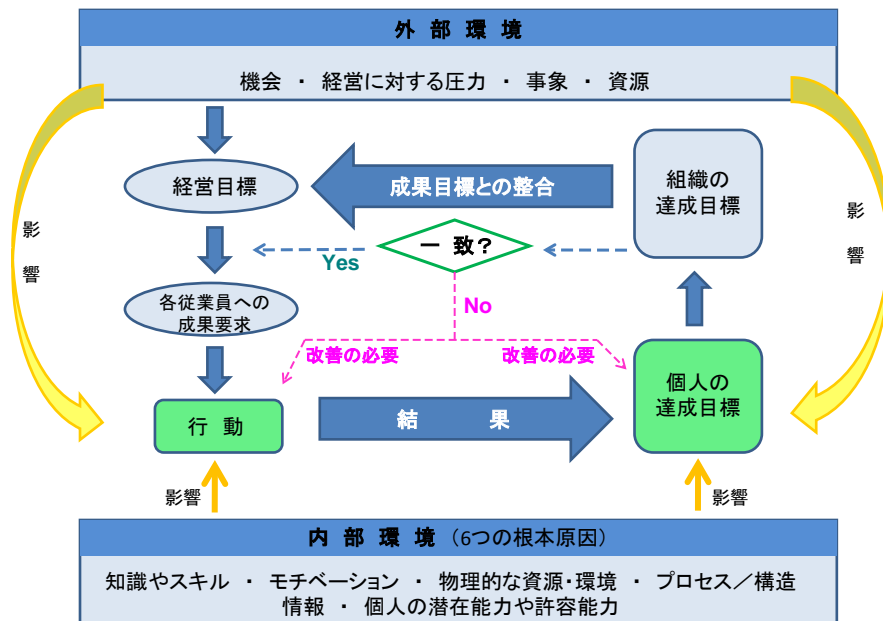 外 部 環 境
機会 ・ 経営に対する圧力 ・ 事象 ・ 資源
経営目標
成果目標との整合
組織の
達成目標
影
響
影
響
一 致?
Yes
No
各従業員への
成果要求
改善の必要
改善の必要
行 動
結 果
個人の
達成目標
影響
影響
内 部 環 境 (6つの根本原因)
知識やスキル ・ モチベーション ・ 物理的な資源・環境 ・ プロセス/構造
情報 ・ 個人の潜在能力や許容能力